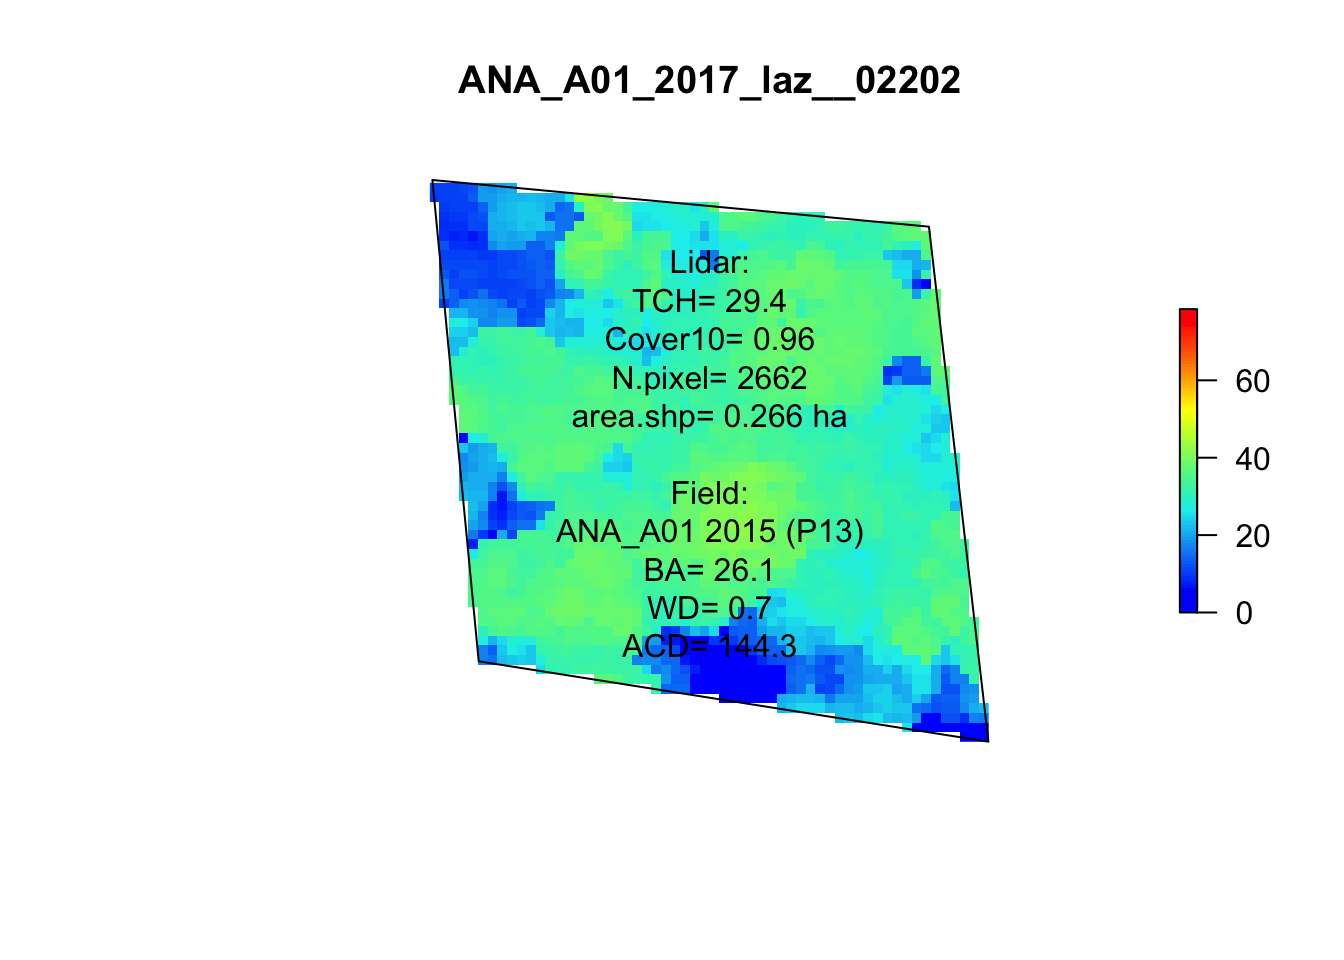 ANA_A01_2017_laz__02202
Lidar:
TCH= 29.4
Cover10= 0.96
N.pixel= 2662
area.shp= 0.266 ha
Field:
ANA_A01 2015 (P13)
BA= 26.1
WD= 0.7
ACD= 144.3
60
40
20
0